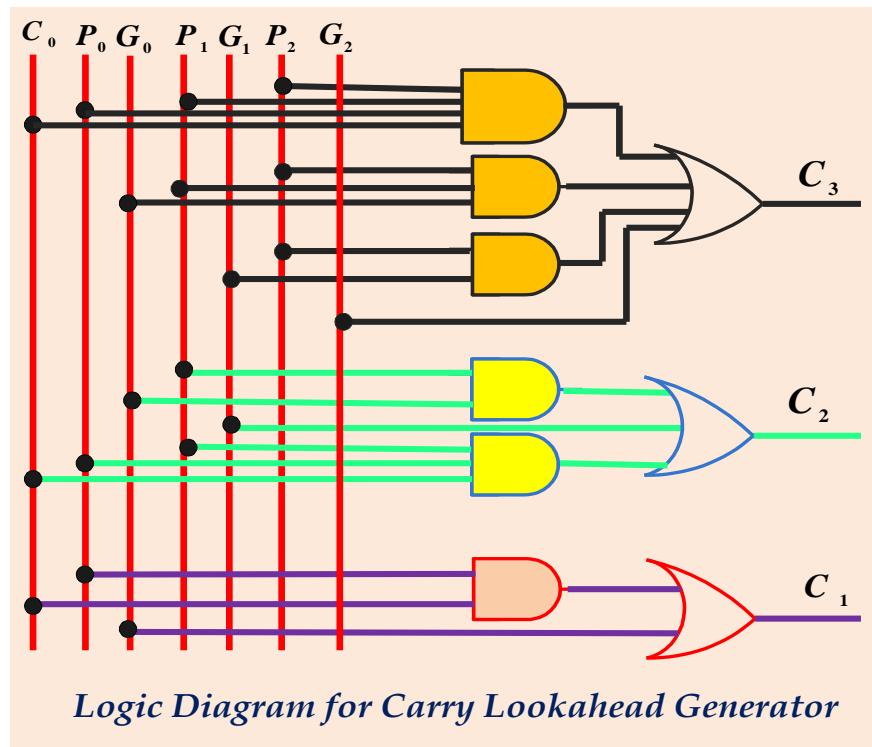 C₀ P₀ G₀ P₁ G₁ P₂ G₂
C₃
C₂
C₁
Logic Diagram for Carry Lookahead Generator